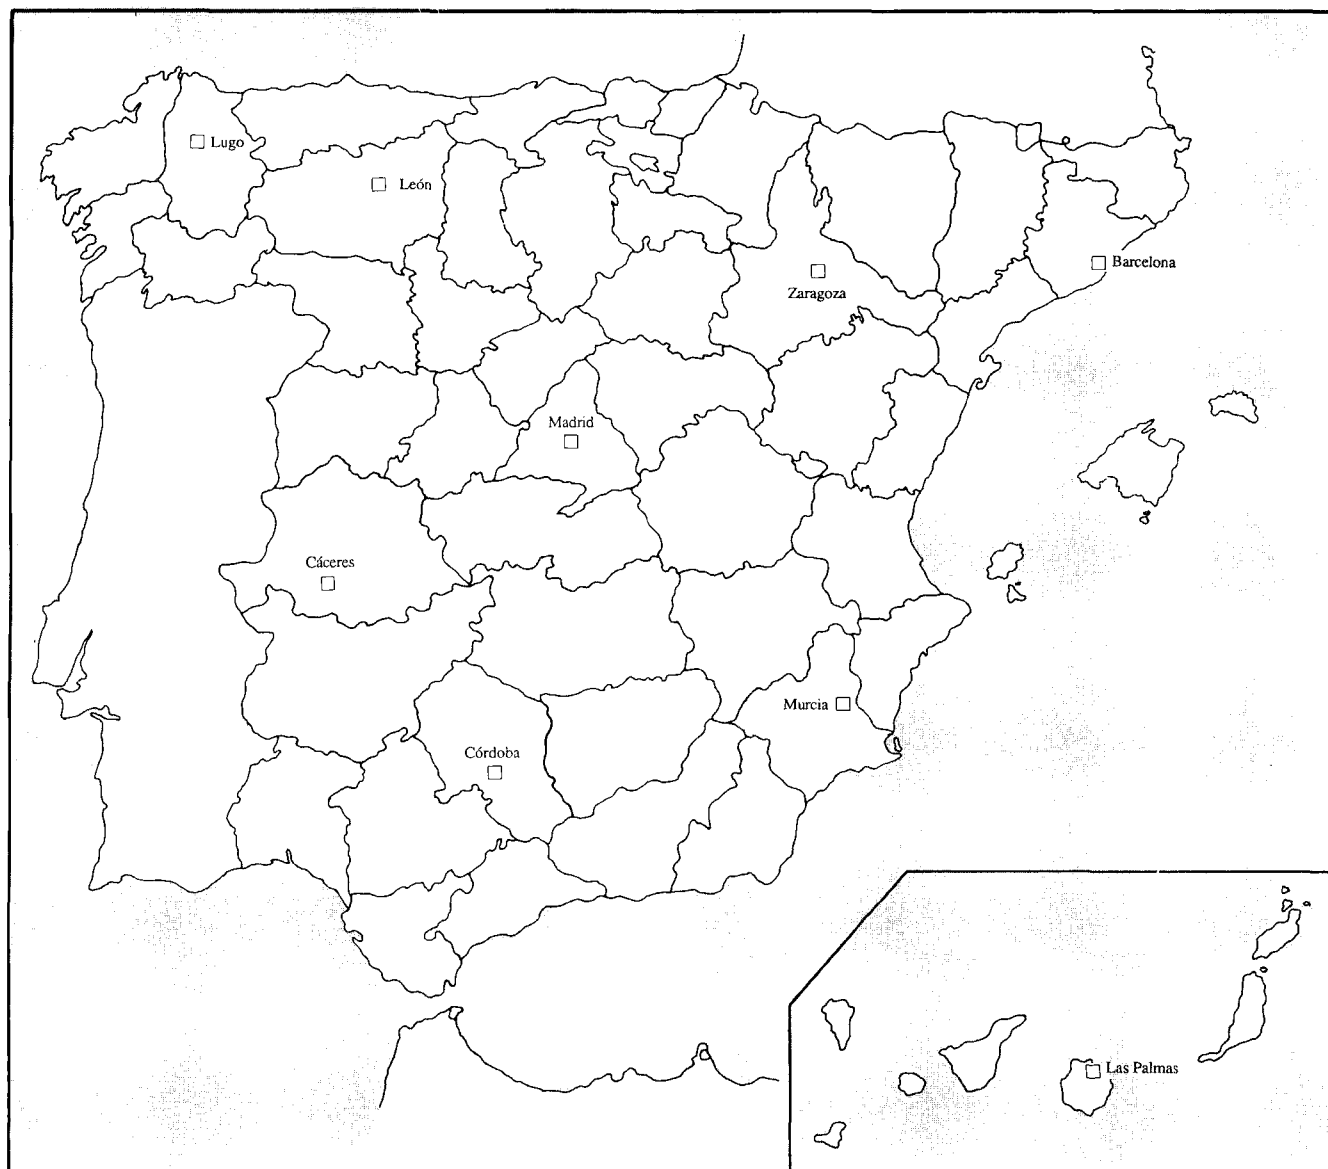 Lugo
León
Barcelona
Zaragoza
Madrid
Cáceres
Murcia
Córdoba
Las Palmas